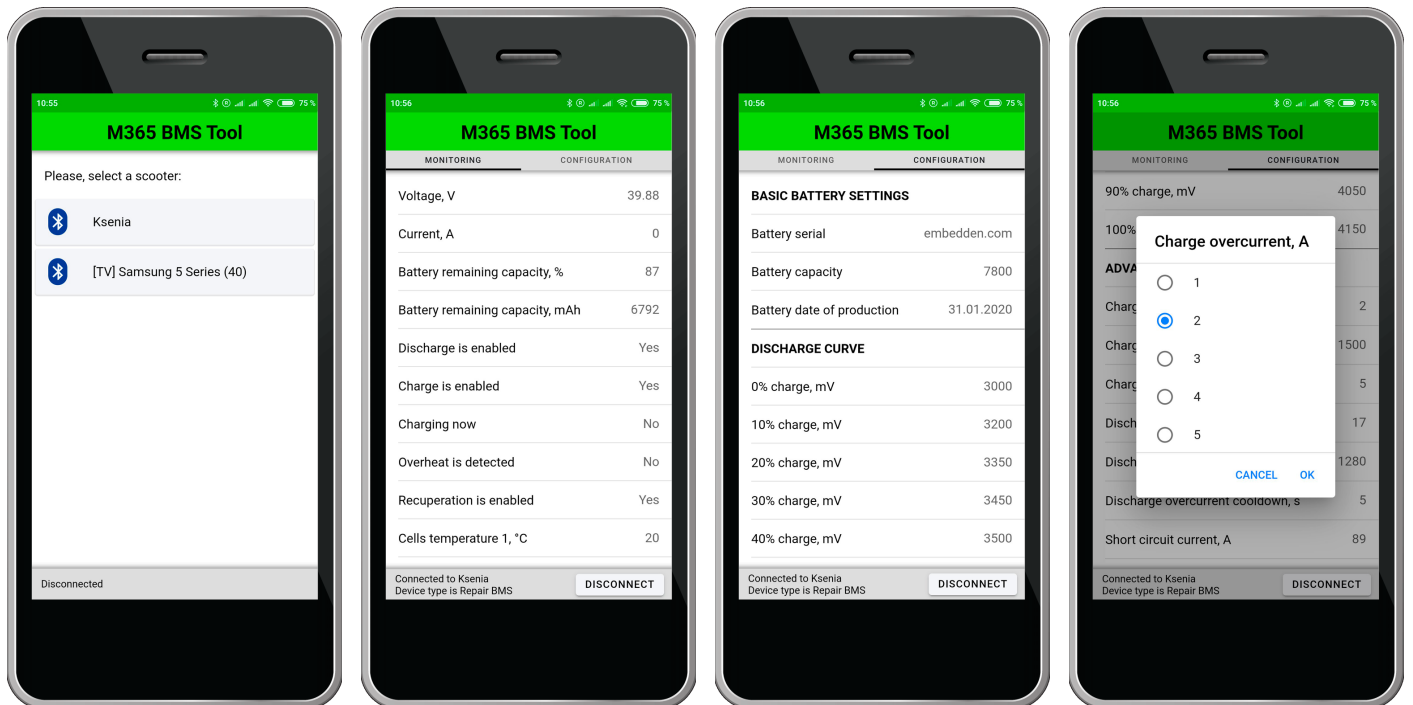 10:55
75 %
M365 BMS Tool
Please, select a scooter:
Ksenia
[TV] Samsung 5 Series (40)
Disconnected
10:56
75 %
M365 BMS Tool
MONITORING CONFIGURATION
Voltage, V 39.88
Current, A 0
Battery remaining capacity, % 87
Battery remaining capacity, mAh 6792
Discharge is enabled Yes
Charge is enabled Yes
Charging now No
Overheat is detected No
Recuperation is enabled Yes
Cells temperature 1, °C 20
Connected to Ksenia
Device type is Repair BMS
DISCONNECT
10:56
75 %
M365 BMS Tool
MONITORING CONFIGURATION
BASIC BATTERY SETTINGS
Battery serial embedden.com
Battery capacity 7800
Battery date of production 31.01.2020
DISCHARGE CURVE
0% charge, mV 3000
10% charge, mV 3200
20% charge, mV 3350
30% charge, mV 3450
40% charge, mV 3500
Connected to Ksenia
Device type is Repair BMS
DISCONNECT
10:56
75 %
M365 BMS Tool
MONITORING CONFIGURATION
90% charge, mV 4050
100% 4150
ADVA
Charg 2
Charg 1500
Charg 5
Disch 17
Disch 1280
Discharge overcurrent cooldown, s 5
Short circuit current, A 89
Charge overcurrent, A
1
2
3
4
5
CANCEL OK
Connected to Ksenia
Device type is Repair BMS
DISCONNECT